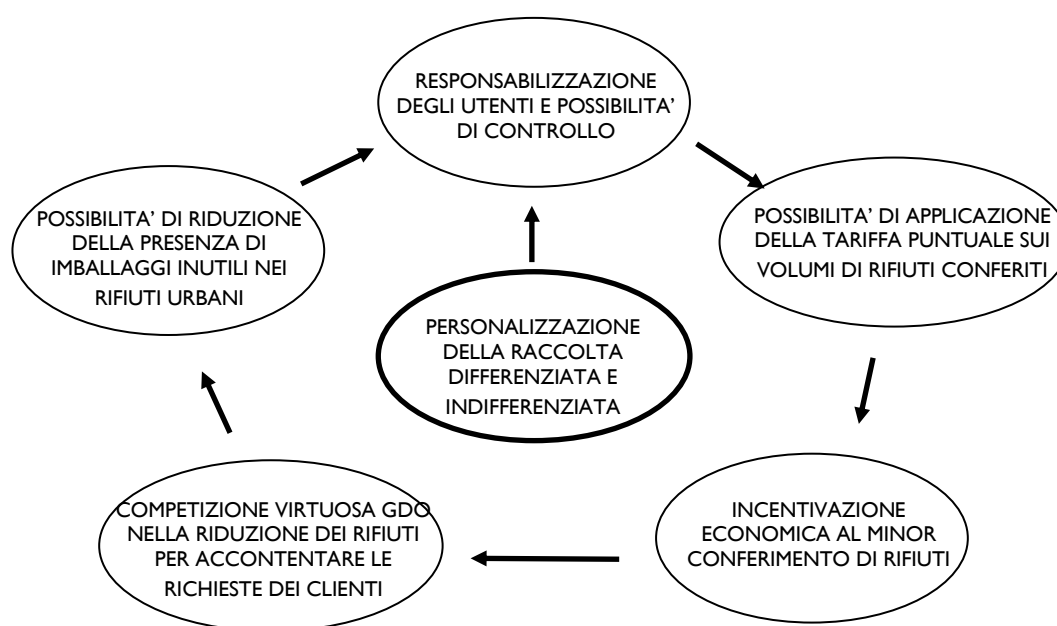 RESPONSABILIZZAZIONE
DEGLI UTENTI E POSSIBILITA'
DI CONTROLLO
POSSIBILITA' DI RIDUZIONE
DELLA PRESENZA DI
IMBALLAGGI INUTILI NEI
RIFIUTI URBANI
POSSIBILITA' DI APPLICAZIONE
DELLA TARIFFA PUNTUALE SUI
VOLUMI DI RIFIUTI CONFERITI
PERSONALIZZAZIONE
DELLA RACCOLTA
DIFFERENZIATA E
INDIFFERENZIATA
COMPETIZIONE VIRTUOSA GDO
NELLA RIDUZIONE DEI RIFIUTI
PER ACCONTENTARE LE
RICHIESTE DEI CLIENTI
INCENTIVAZIONE
ECONOMICA AL MINOR
CONFERIMENTO DI RIFIUTI